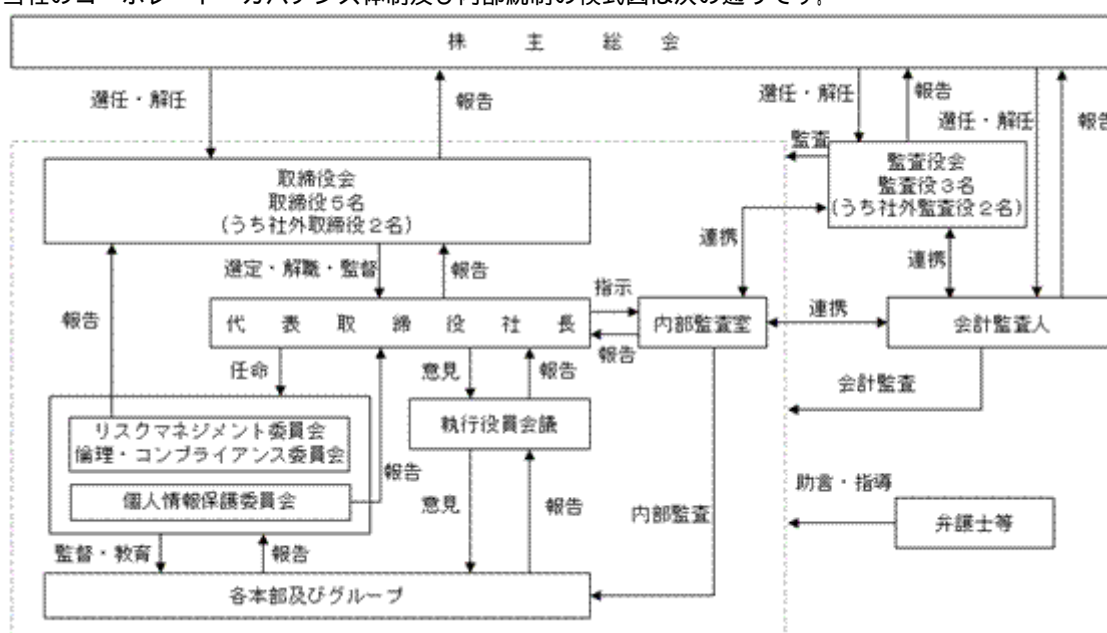 当社のコーポレート・ガバナンス体制及び内部統制の模式図は次の通りです。
株主総会
選任・解任
報告
選任・解任
報告
選任・解任
報告
監査
取締役会
取締役5名
(うち社外取締役2名)
監査役会
監査役3名
(うち社外監査役2名)
連携
連携
選定・解職・監督
報告
報告
指示
代表取締役社長
内部監査室
連携
会計監査人
報告
任命
意見
報告
会計監査
リスクマネジメント委員会
倫理・コンプライアンス委員会
執行役員会議
個人情報保護委員会
報告
意見
報告
内部監査
助言・指導
弁護士等
監督・教育
報告
各本部及びグループ